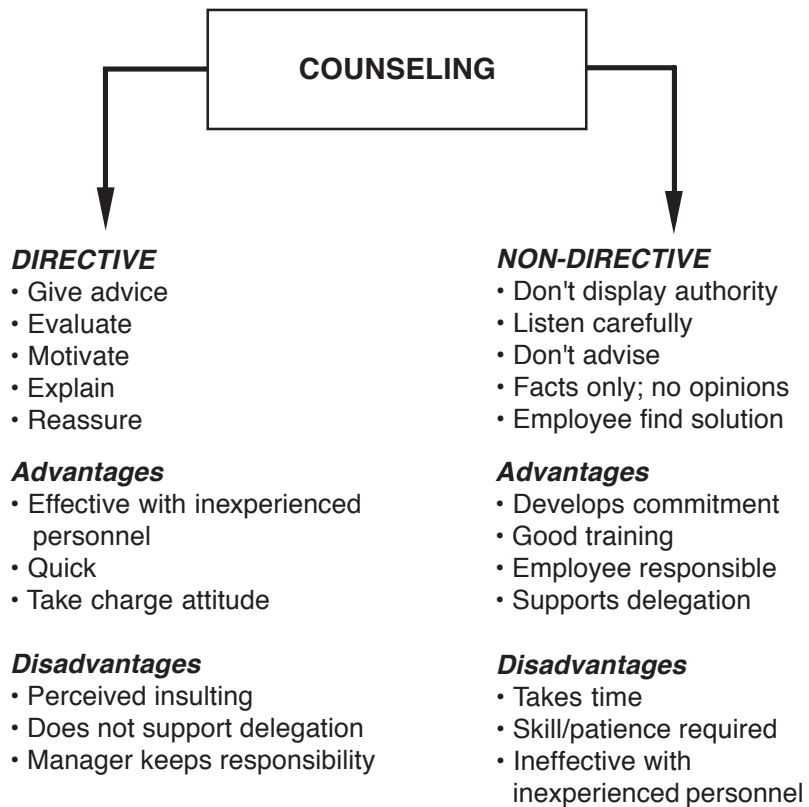 COUNSELING
DIRECTIVE
• Give advice
• Evaluate
• Motivate
• Explain
• Reassure
Advantages
• Effective with inexperienced
personnel
• Quick
• Take charge attitude
Disadvantages
• Perceived insulting
• Does not support delegation
• Manager keeps responsibility
NON-DIRECTIVE
• Don't display authority
• Listen carefully
• Don't advise
• Facts only; no opinions
• Employee find solution
Advantages
• Develops commitment
• Good training
• Employee responsible
• Supports delegation
Disadvantages
• Takes time
• Skill/patience required
• Ineffective with
inexperienced personnel